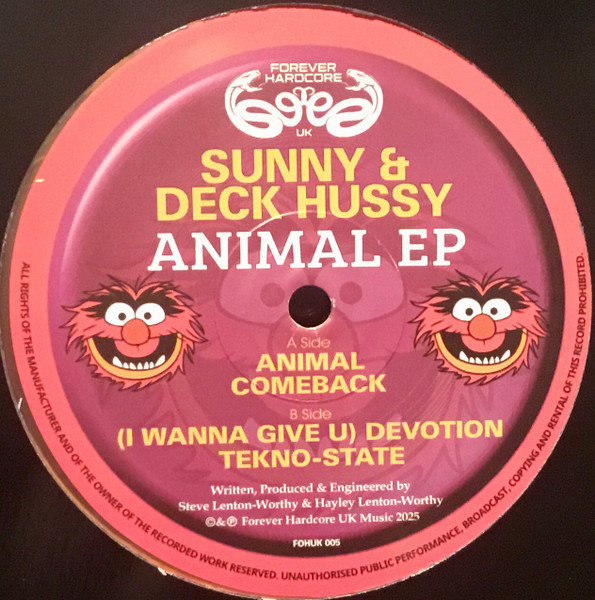 FOREVER
HARDCORE
UK
SUNNY &
DECK HUSSY
ANIMAL EP
A Side
ANIMAL
COMEBACK
B Side
(I WANNA GIVE U) DEVOTION
TEKNO-STATE
Written, Produced & Engineered by
Steve Lenton-Worthy & Hayley Lenton-Worthy
©&℗ Forever Hardcore UK Music 2025
FOHUK 005
ALL RIGHTS OF THE MANUFACTURER AND OF THE OWNER OF THE RECORDED WORK RESERVED. UNAUTHORISED PUBLIC PERFORMANCE, BROADCAST, COPYING AND RENTAL OF THIS RECORD PROHIBITED.